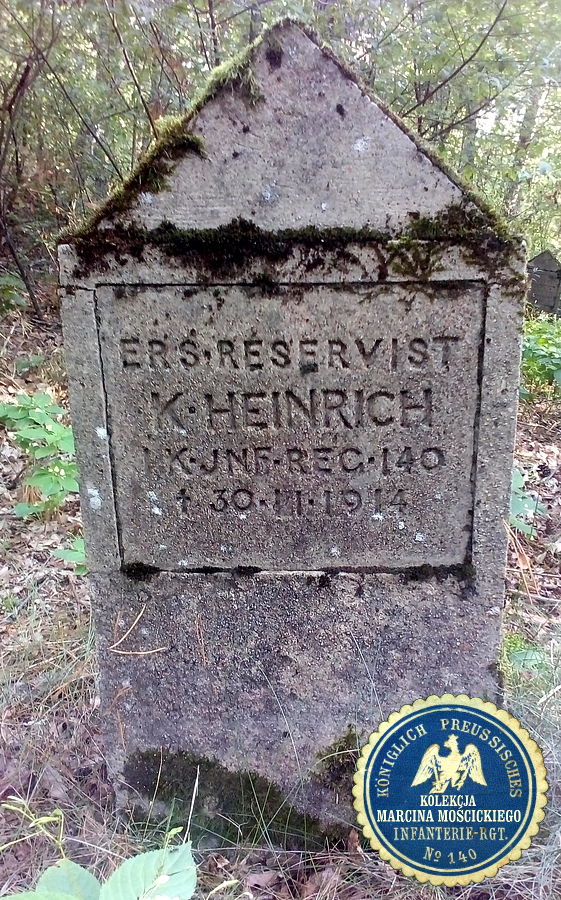 ERS·RESERVIST
K·HEINRICH
1·K·JNF·REG·140
† 30·11·1914
KÖNIGLICH PREUSSISCHES
KOLEKCJA
MARCINA MOŚCICKIEGO
INFANTERIE-RGT.
Nº 140